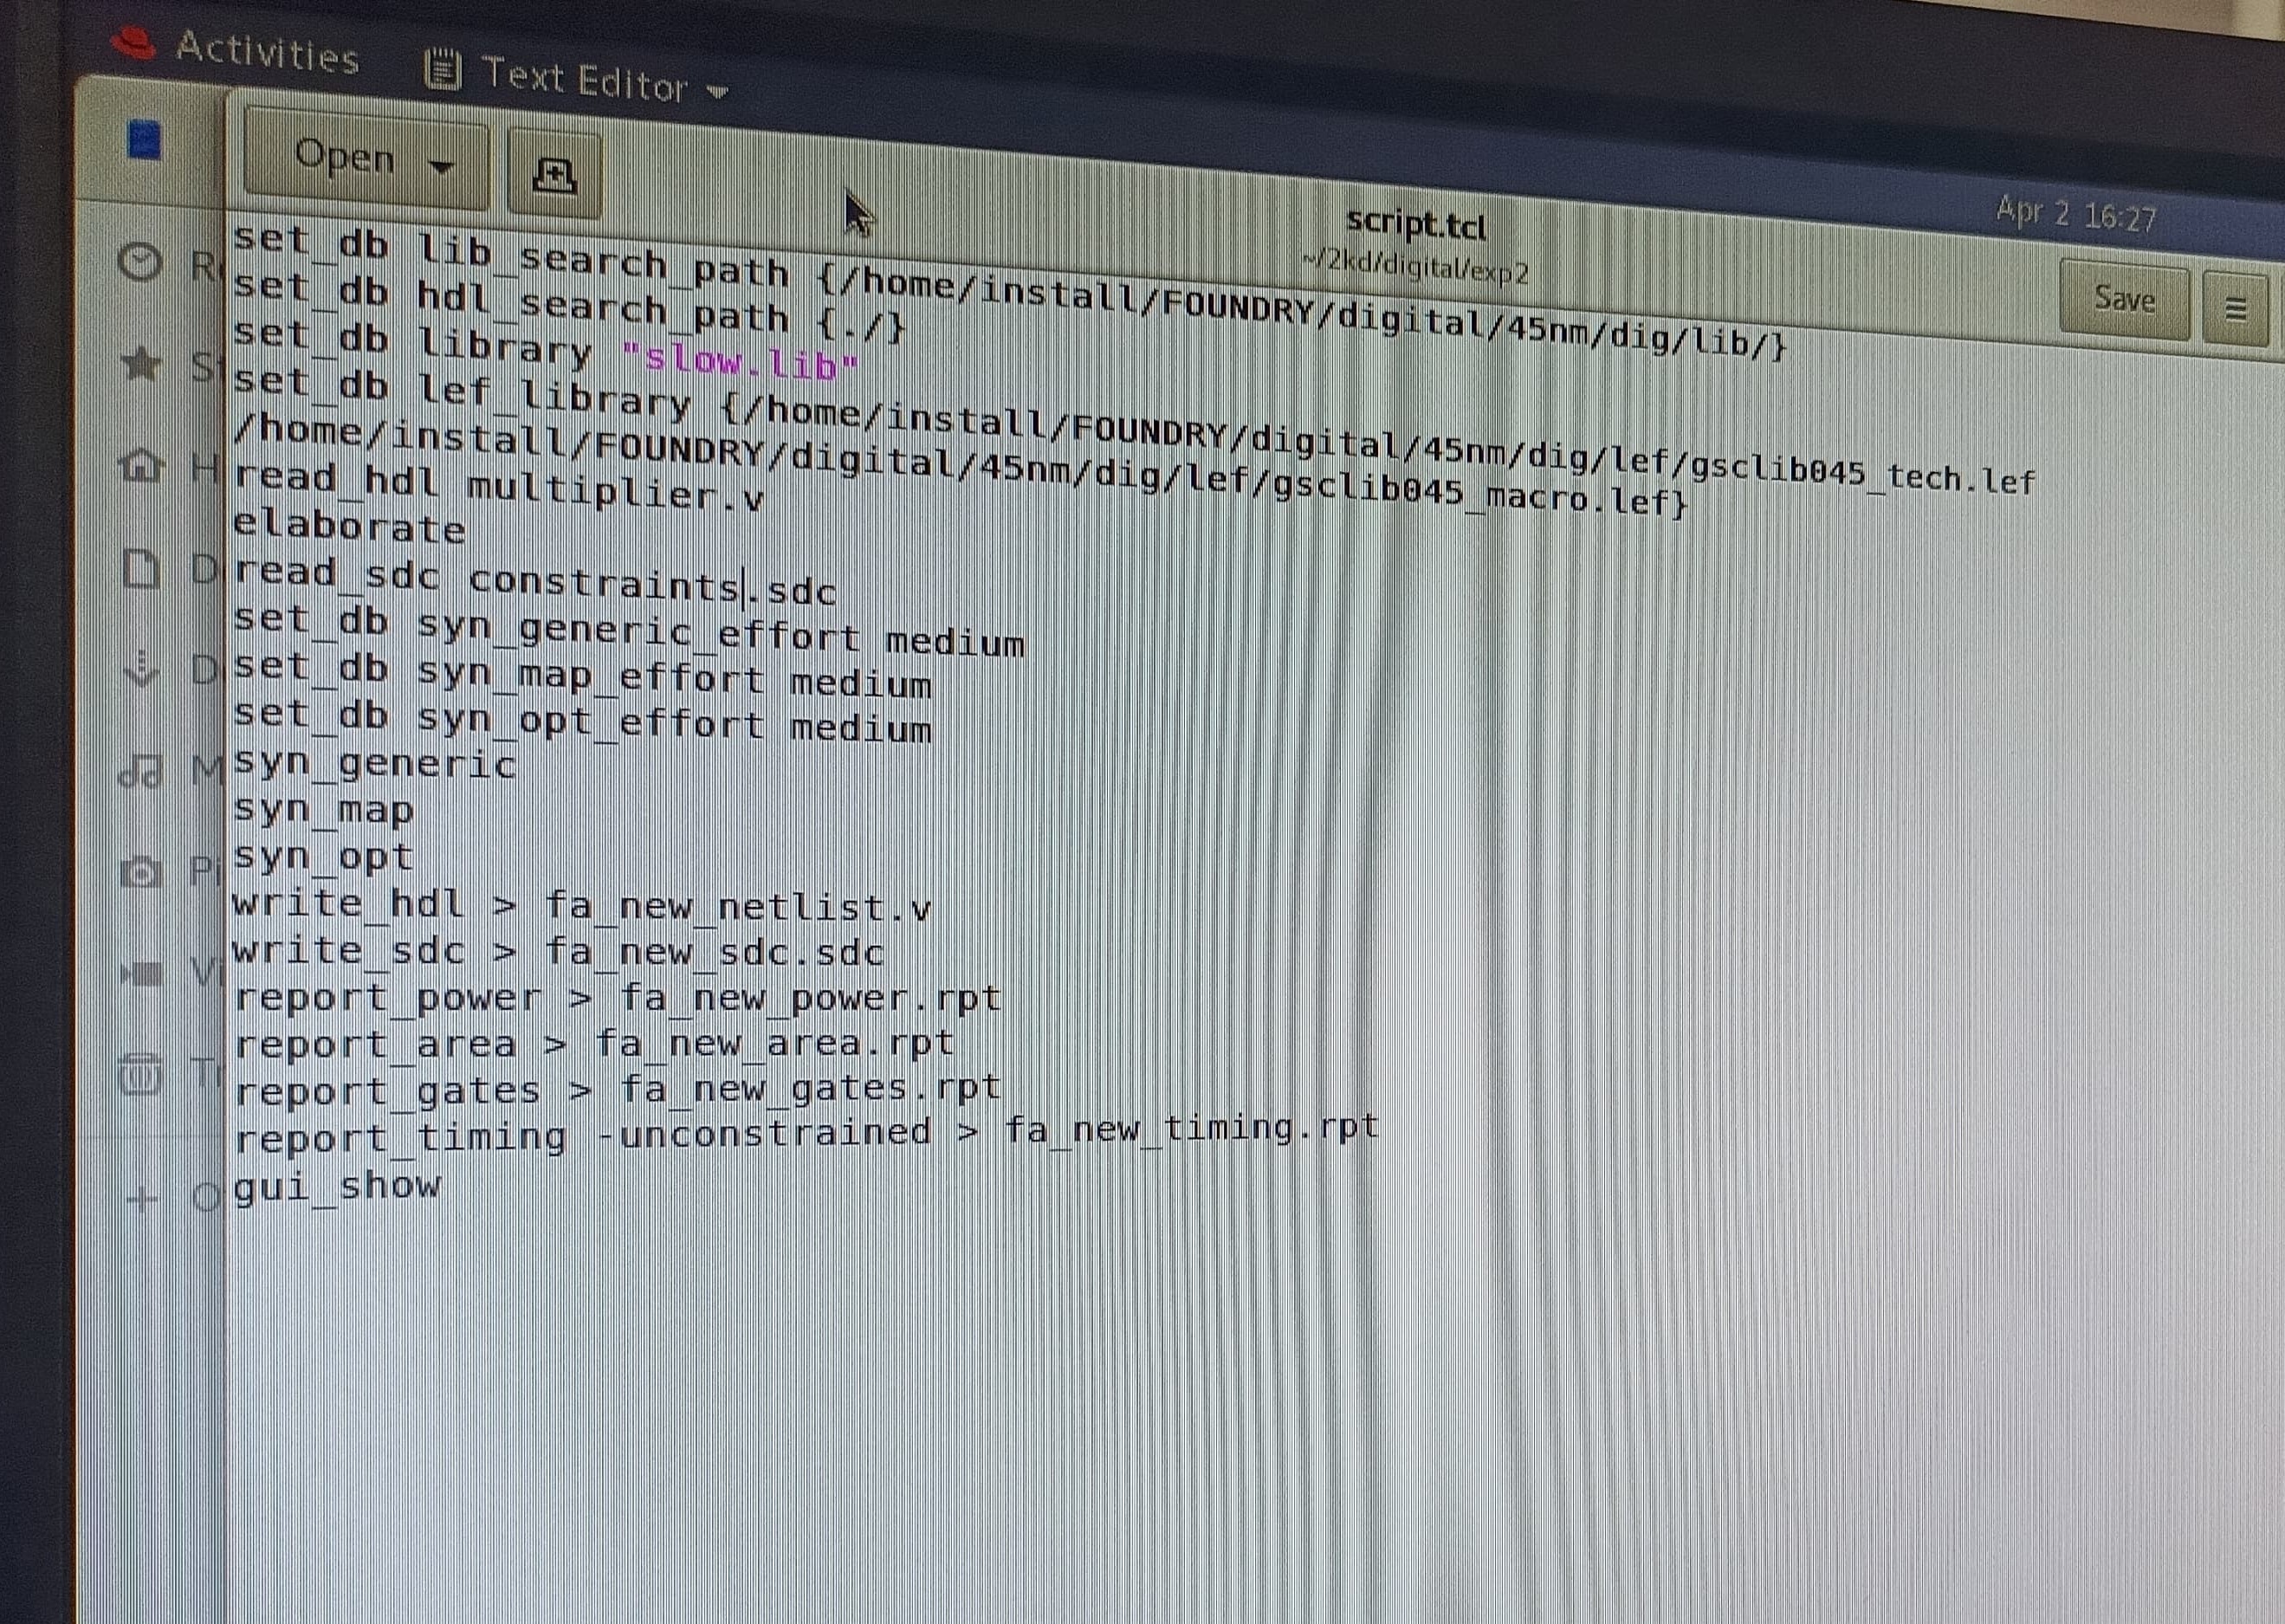 Activities Text Editor
Apr 2 16:27
Open
script.tcl
~/2kd/digital/exp2
Save
set_db lib_search_path {/home/install/FOUNDRY/digital/45nm/dig/lib/}
set_db hdl_search_path {./}
set_db library "slow.lib"
set_db lef_library {/home/install/FOUNDRY/digital/45nm/dig/lef/gsclib045_tech.lef
/home/install/FOUNDRY/digital/45nm/dig/lef/gsclib045_macro.lef}
read_hdl multiplier.v
elaborate
read_sdc constraints.sdc
set_db syn_generic_effort medium
set_db syn_map_effort medium
set_db syn_opt_effort medium
syn_generic
syn_map
syn_opt
write_hdl > fa_new_netlist.v
write_sdc > fa_new_sdc.sdc
report_power > fa_new_power.rpt
report_area > fa_new_area.rpt
report_gates > fa_new_gates.rpt
report_timing -unconstrained > fa_new_timing.rpt
gui_show